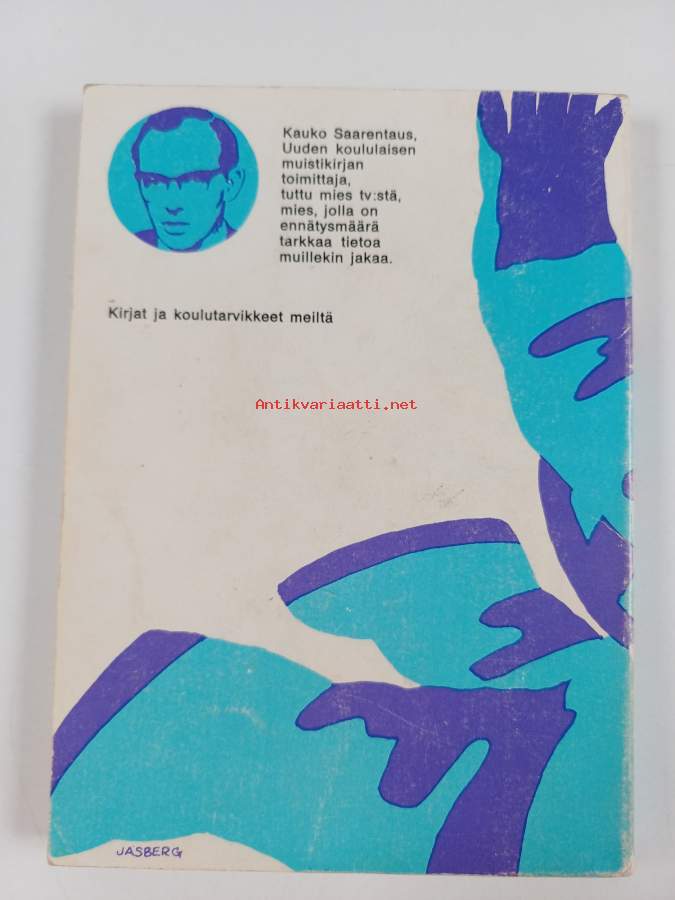 Kauko Saarentaus,
Uuden koululaisen
muistikirjan
toimittaja,
tuttu mies tv:stä,
mies, jolla on
ennätysmäärä
tarkkaa tietoa
muillekin jakaa.
Kirjat ja koulutarvikkeet meiltä
Antikvariaatti.net
JASBERG